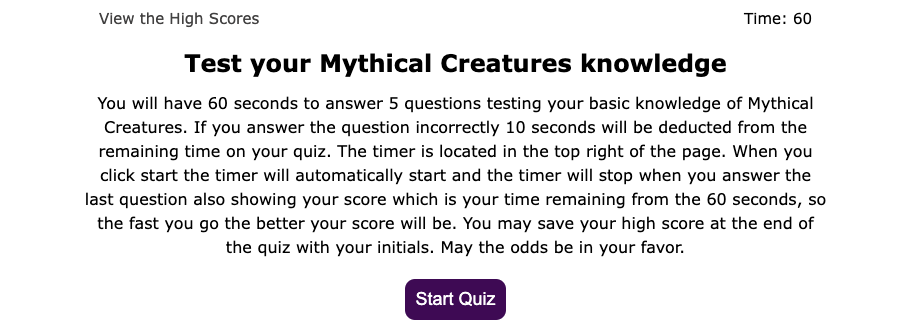 View the High Scores
Time: 60
Test your Mythical Creatures knowledge
You will have 60 seconds to answer 5 questions testing your basic knowledge of Mythical
Creatures. If you answer the question incorrectly 10 seconds will be deducted from the
remaining time on your quiz. The timer is located in the top right of the page. When you
click start the timer will automatically start and the timer will stop when you answer the
last question also showing your score which is your time remaining from the 60 seconds, so
the fast you go the better your score will be. You may save your high score at the end of
the quiz with your initials. May the odds be in your favor.
Start Quiz